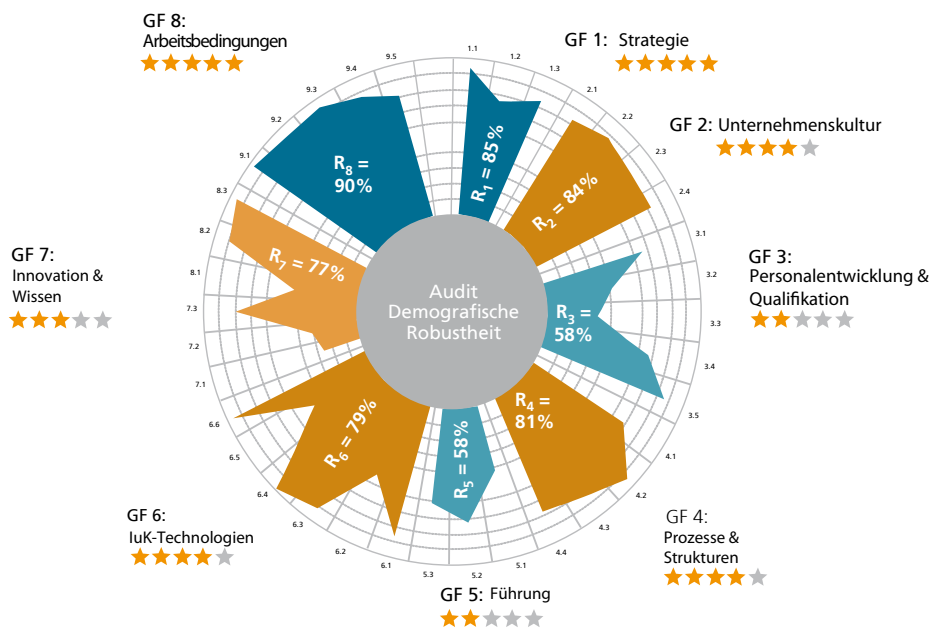 GF 8:
Arbeitsbedingungen
GF 1: Strategie
GF 2: Unternehmenskultur
GF 3:
Personalentwicklung &
Qualifikation
GF 4:
Prozesse &
Strukturen
GF 5: Führung
GF 6:
IuK-Technologien
GF 7:
Innovation &
Wissen
Audit
Demografische
Robustheit
R1 = 85%
R2 = 84%
R3 =
58%
R4 =
81%
R5 = 58%
R6 = 79%
R7 = 77%
R8 =
90%
1.1
1.2
1.3
2.1
2.2
2.3
2.4
3.1
3.2
3.3
3.4
3.5
4.1
4.2
4.3
4.4
5.1
5.2
5.3
6.1
6.2
6.3
6.4
6.5
6.6
7.1
7.2
7.3
8.1
8.2
8.3
9.1
9.2
9.3
9.4
9.5